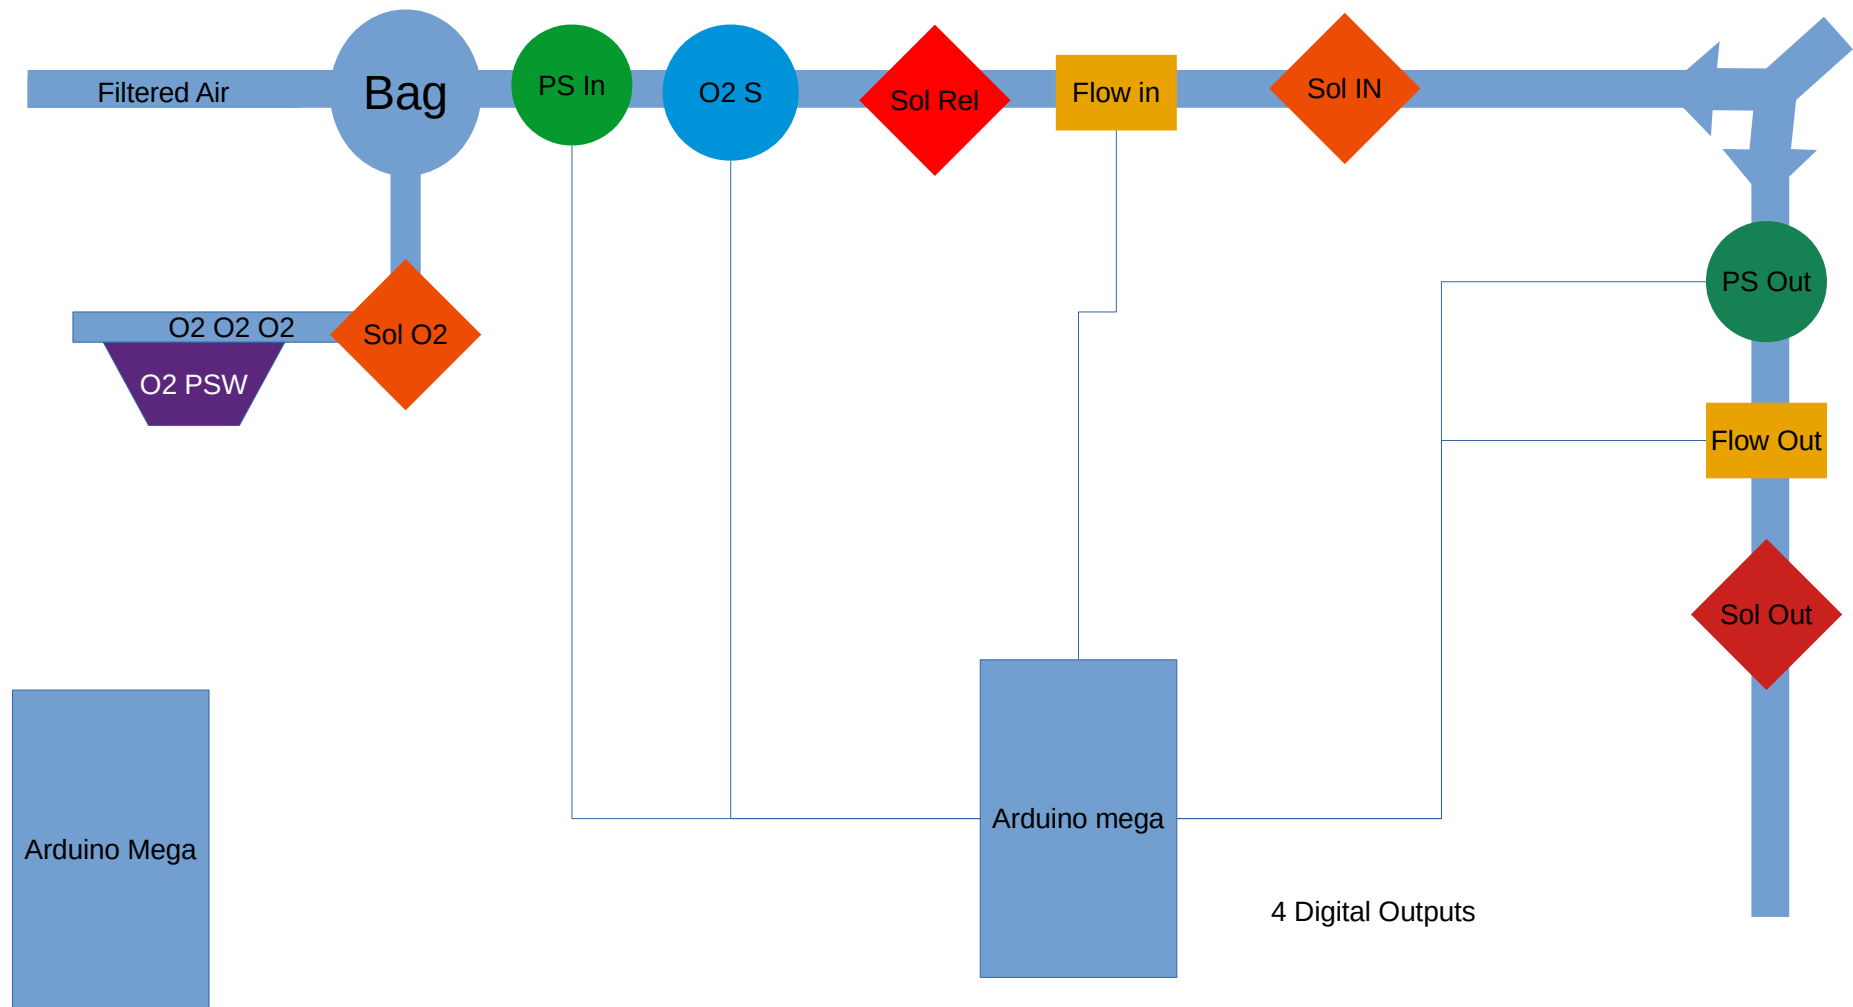 Filtered Air
Bag
PS In
O2 S
Sol Rel
Flow in
Sol IN
O2 O2 O2
Sol O2
O2 PSW
PS Out
Flow Out
Sol Out
Arduino Mega
Arduino mega
4 Digital Outputs